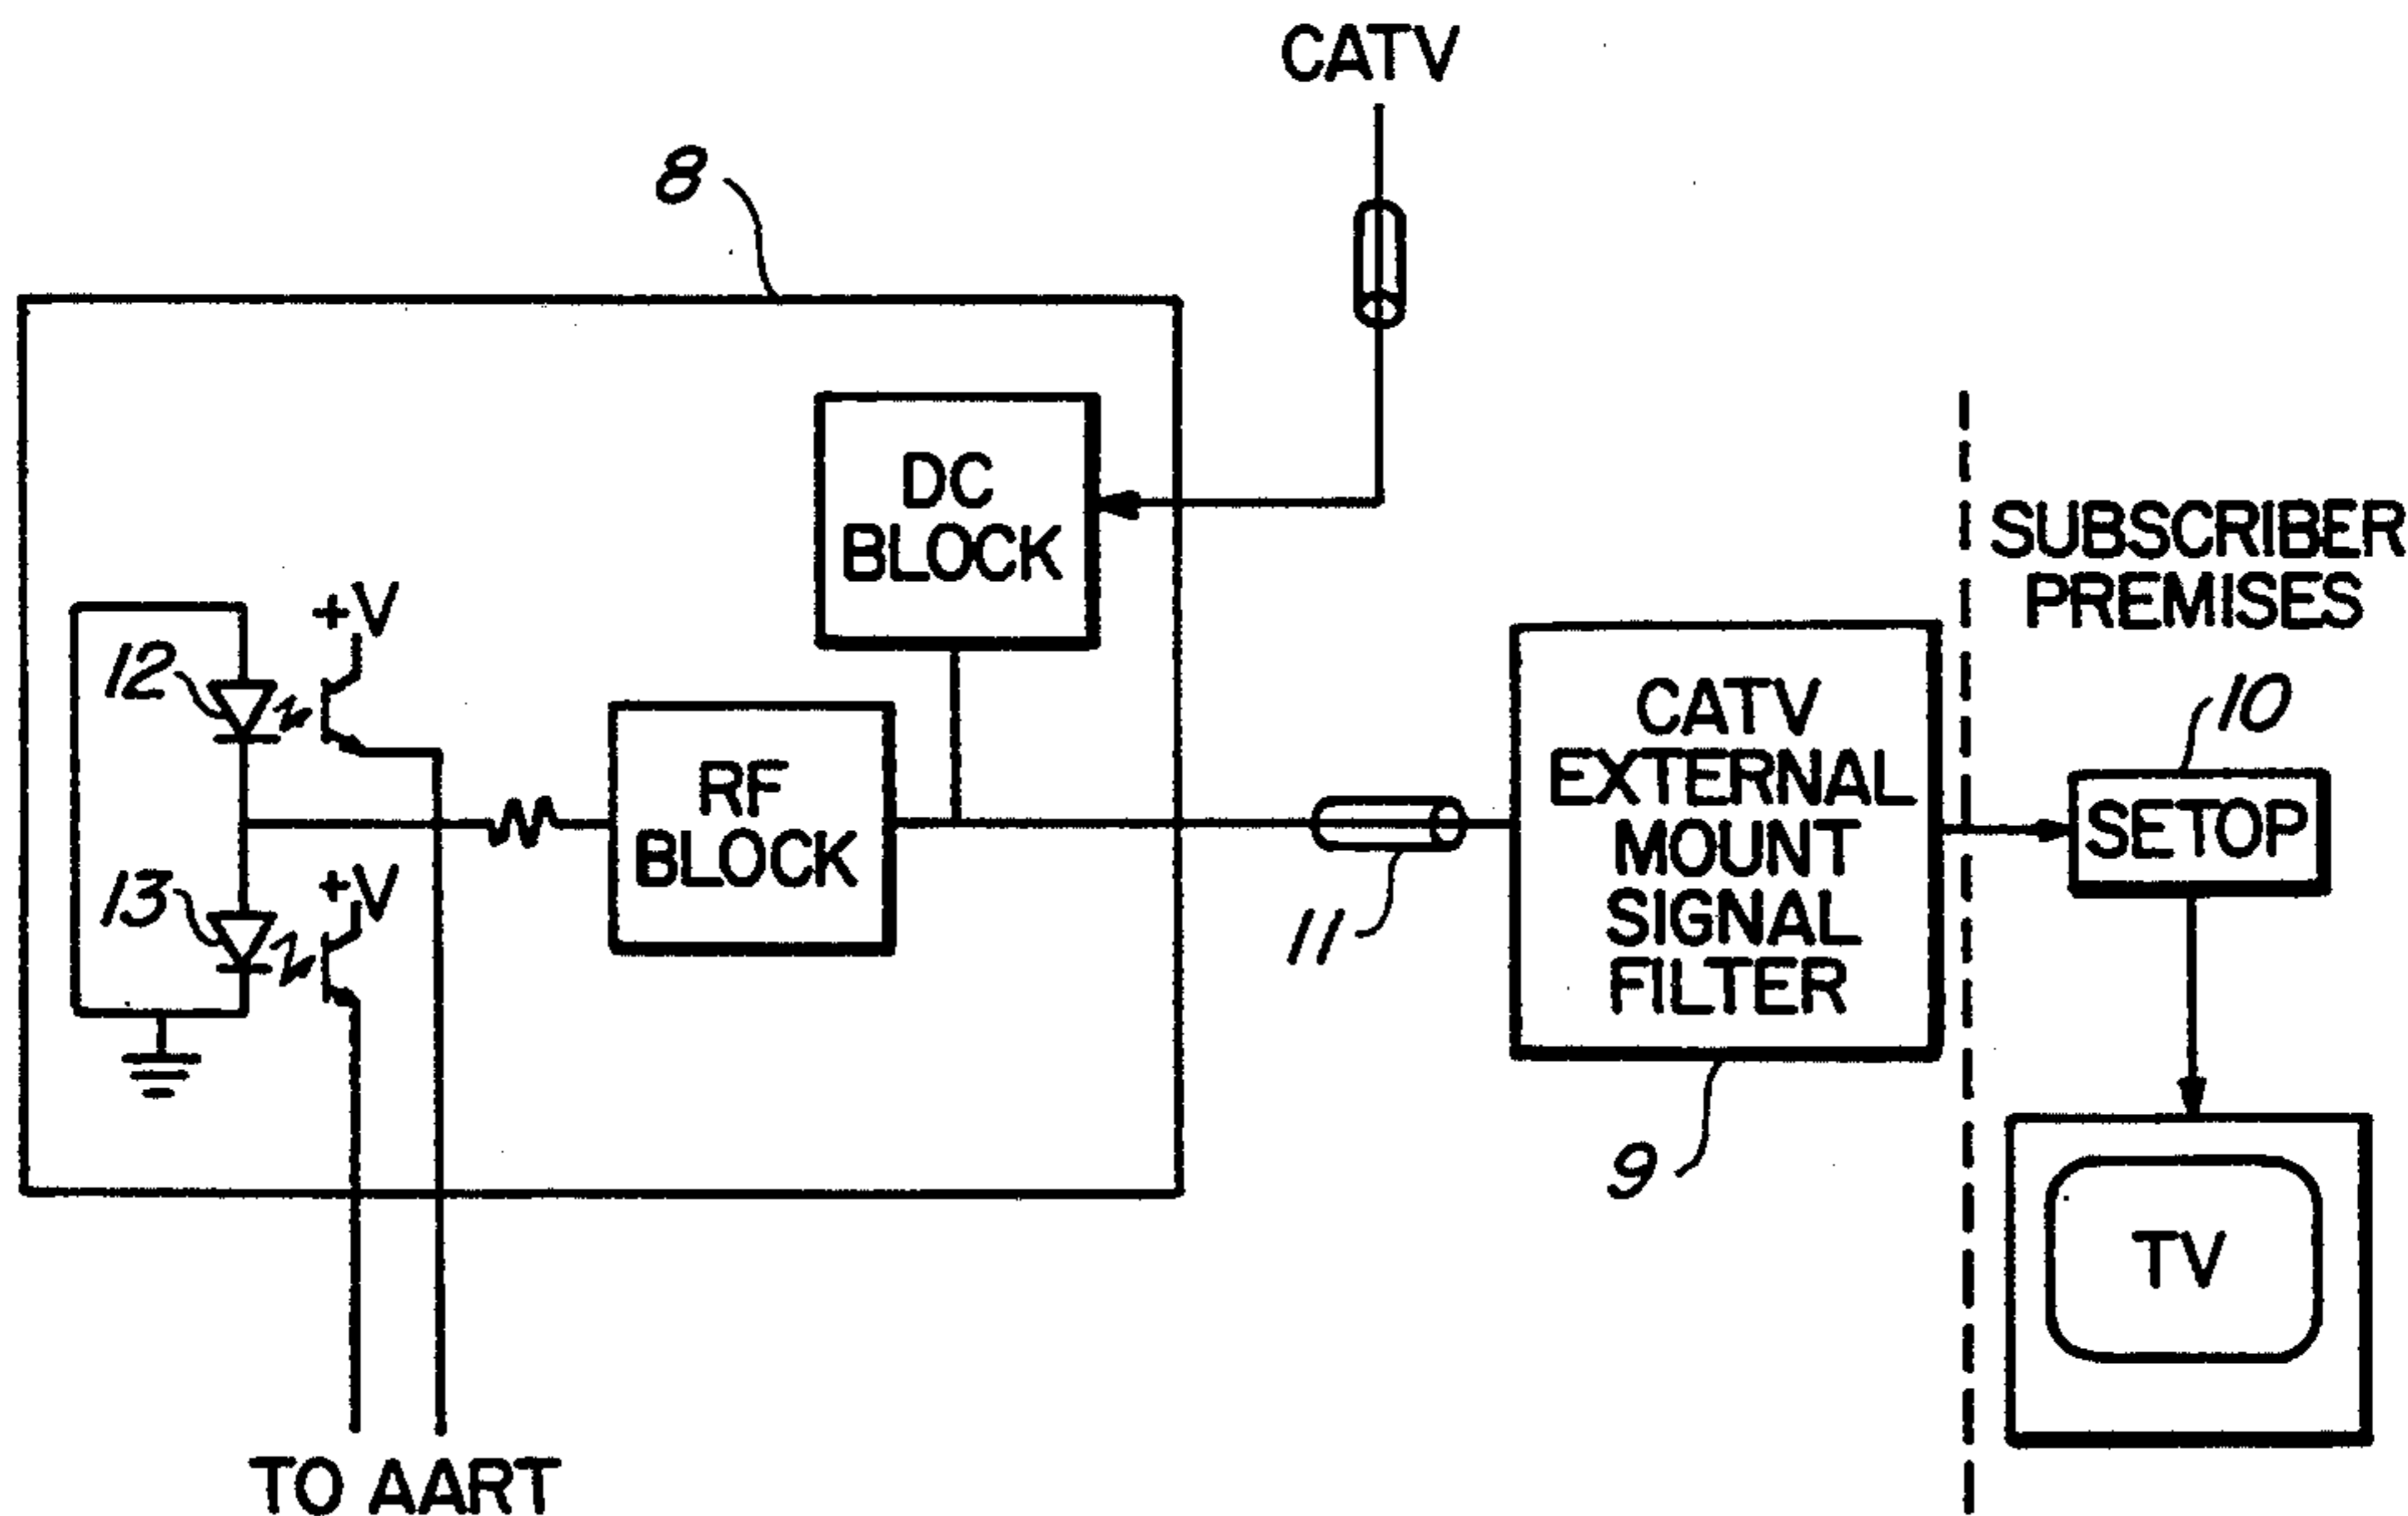 CATV
8
DC
BLOCK
SUBSCRIBER
PREMISES
+V
12
RF
BLOCK
CATV
EXTERNAL
MOUNT
SIGNAL
FILTER
10
SETOP
13
+V
11
9
TV
TO AART